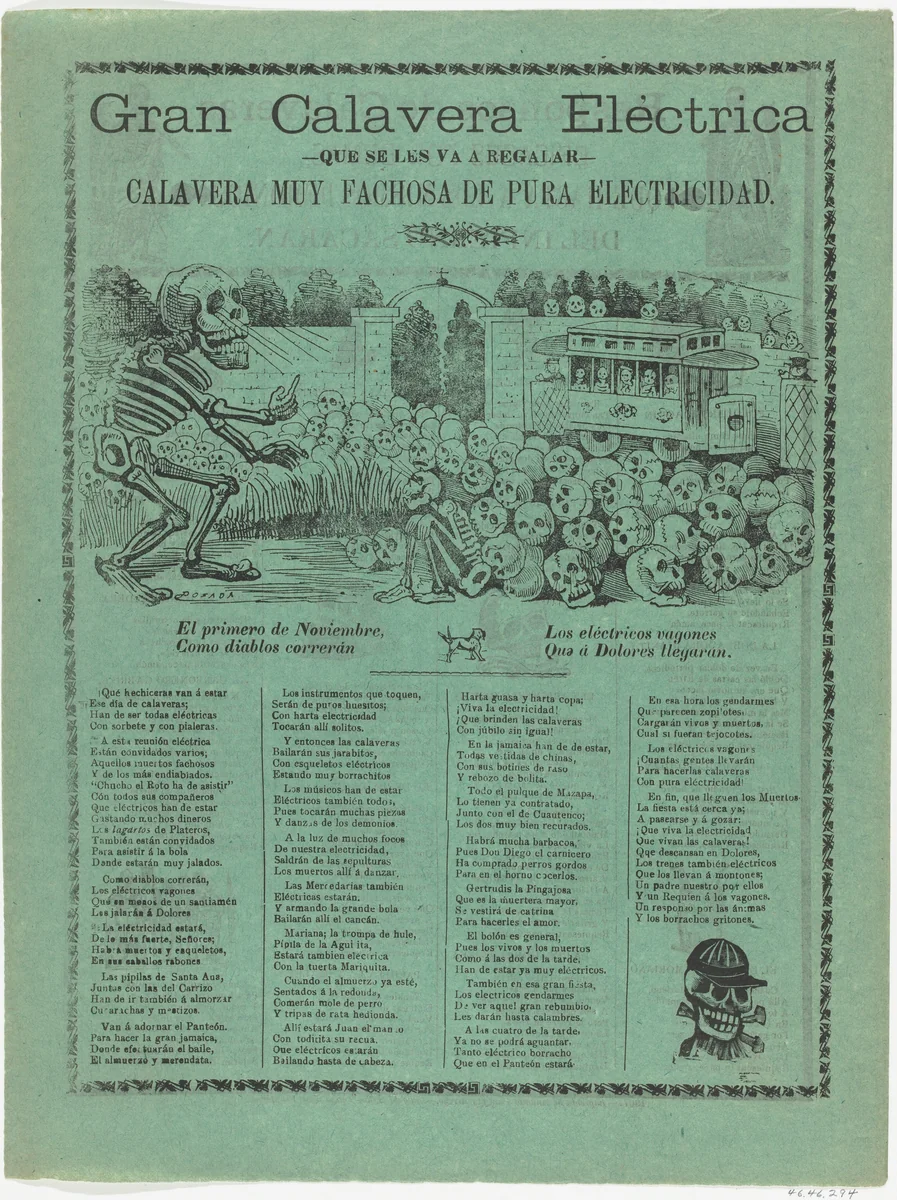 Gran Calavera Eléctrica
—QUE SE LES VA A REGALAR—
CALAVERA MUY FACHOSA DE PURA ELECTRICIDAD.
POSADA
El primero de Noviembre,
Como diablos correrán
Los eléctricos vagones
Que á Dolores llegarán.
¡Qué hechiceras van á estar
Ese día de calaveras;
Han de ser todas eléctricas
Con sorbete y con pialeras.
A esta reunión eléctrica
Están convidados varios;
Aquellos muertos fachosos
Y de los más endiablados.
"Chucho el Roto ha de asistir"
Con todos sus compañeros
Que eléctricos han de estar
Gastando muchos dineros
Los lagartos de Plateros,
También están convidados
Para asistir á la bola
Donde estarán muy jalados.
Como diablos correrán,
Los eléctricos vagones
Que en menos de un santiamén
Los jalarán á Dolores
La eléctricidad estará,
De lo más fuerte, Señores;
Habrá muertos y esqueletos,
En sus caballos rabones
Las pipilas de Santa Ana,
Juntas con las del Carrizo
Han de ir también á almorzar
Cucarachas y mestizos.
Van á adornar el Panteón.
Para hacer la gran jamaica,
Donde efectuarán el baile,
El almuerzo y merendata.
Los instrumentos que toquen,
Serán de puros huesitos;
Con harta electricidad
Tocarán allí solitos.
Y entonces las calaveras
Bailarán sus jarabitos,
Con esqueletos eléctricos
Estando muy borrachitos
Los músicos han de estar
Eléctricos también todos,
Pues tocarán muchas piezas
Y danzas de los demonios
A la luz de muchos focos
De nuestra electricidad,
Saldrán de las sepulturas
Los muertos allí á danzar,
Las Mercedarias también
Eléctricas estarán.
Y armando la grande bola
Bailarán allí el cancán.
Mariana; la trompa de hule,
Pípila de la Agui ita,
Estará tambien electrica
Con la tuerta Mariquita.
Cuando el almuerzo ya esté,
Sentados á la redonda,
Comerán mole de perro
Y tripas de rata hedionda.
Allí estará Juan el man o
Con todita su recua.
Que eléctricos estarán
Bailando hasta de cabeza.
Harta guasa y harta copa;
¡Viva la electricidad!
¡Que brinden las calaveras
Con júbilo sin igual!
En la jamaica han de de estar,
Todas vestidas de chinas,
Con sus botines de raso
Y rebozo de bolita.
Todo el pulque de Mazapa,
Lo tienen ya contratado,
Junto con el de Cuautenco;
Los dos muy bien recurados.
Habrá mucha barbacoa,
Pues Don Diego el carnicero
Ha comprado perros gordos
Para en el horno cocerlos.
Gertrudis la Pingajosa
Que es la muertera mayor,
Se vestirá de catrina
Para hacerles el amor.
El bolón es general,
Pues los vivos y los muertos
Como á las dos de la tarde,
Han de estar ya muy eléctricos.
También en esa gran fiesta,
Los electricos gendarmes
De ver aquel gran rebumbio,
Les darán hasta calambres.
A las cuatro de la tarde,
Ya no se podrá aguantar,
Tanto eléctrico borracho
Que en el Panteón estará.
En esa hora los gendarmes
Que parecen zopilotes,
Cargarán vivos y muertos,
Cual si fueran tejocotes.
Los eléctricos vagones
¡Cuantas gentes llevarán
Para hacerlas calaveras
Con pura eléctricidad!
En fin, que lleguen los Muertos
La fiesta está cerca ya;
A pasearse y á gozar:
¡Que viva la electricidad
Que vivan las calaveras!
Que descansan en Dolores,
Los trenes también eléctricos
Que los llevan á montones;
Un padre nuestro por ellos
Y un Requien á los vagones.
Un responso por las ánimas
Y los borrachos gritones.
46.46.294